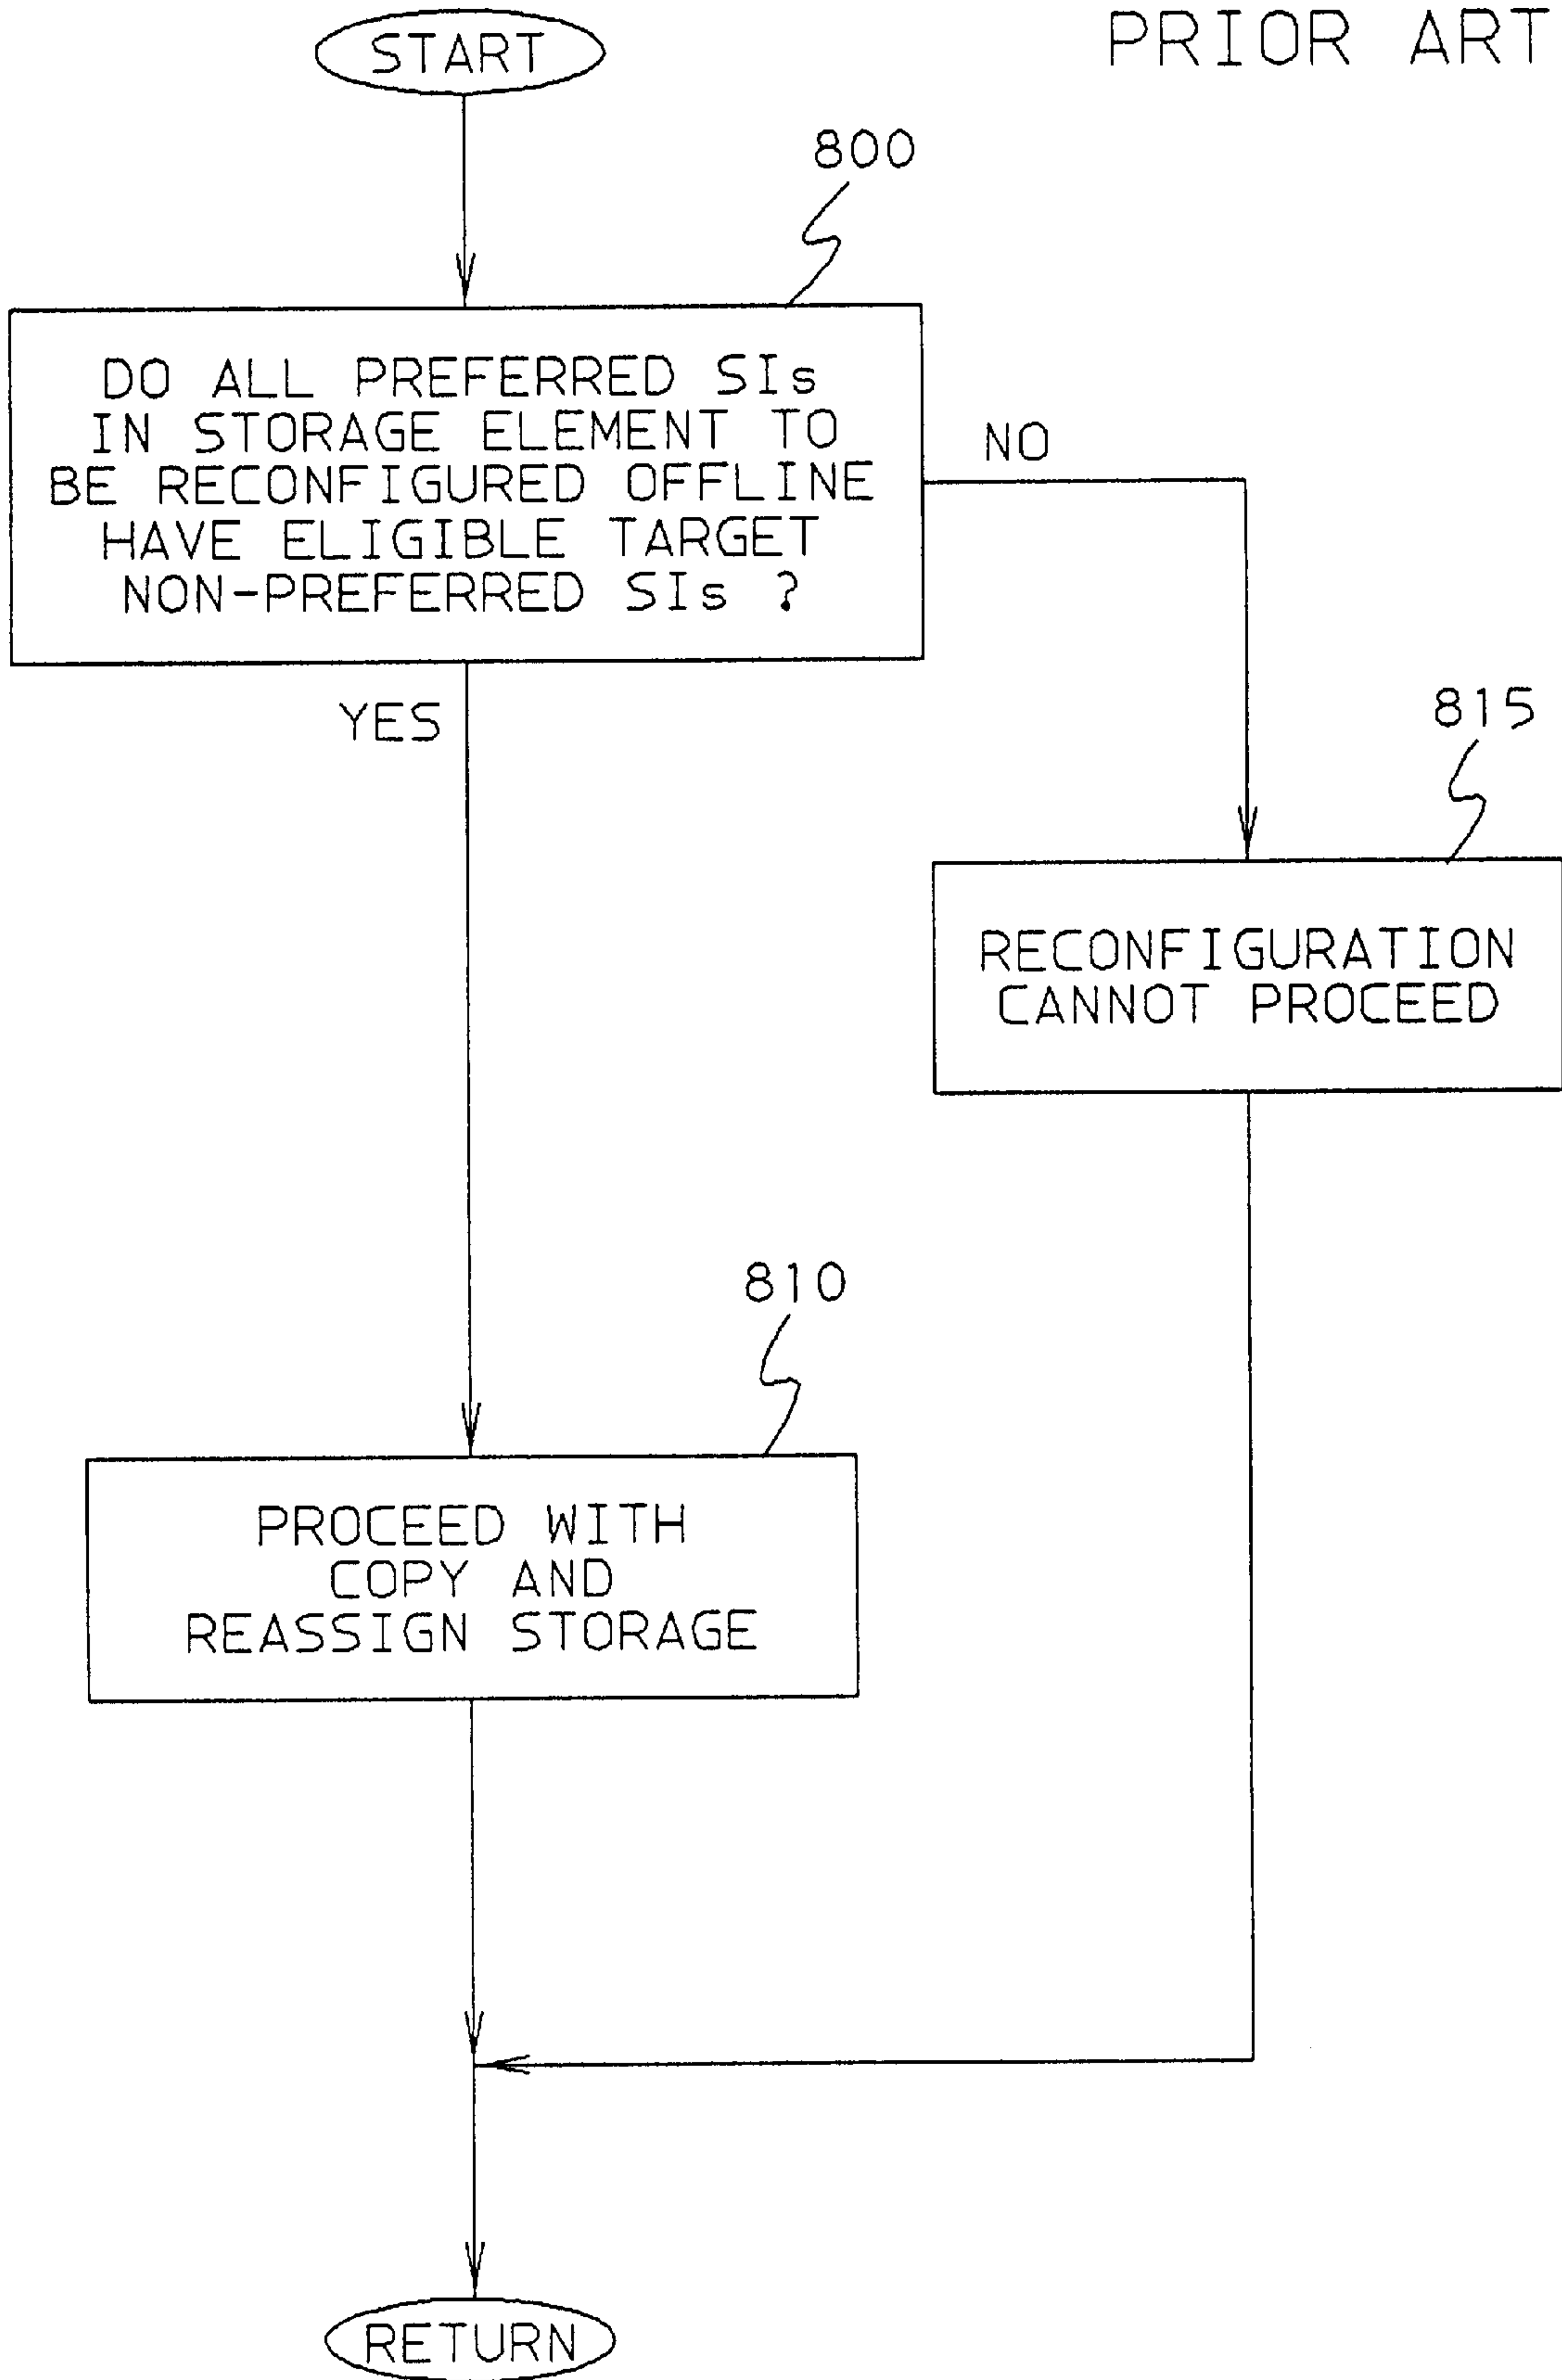 PRIOR ART
START
800
DO ALL PREFERRED SIs
IN STORAGE ELEMENT TO
BE RECONFIGURED OFFLINE
HAVE ELIGIBLE TARGET
NON-PREFERRED SIs ?
NO
YES
815
RECONFIGURATION
CANNOT PROCEED
810
PROCEED WITH
COPY AND
REASSIGN STORAGE
RETURN